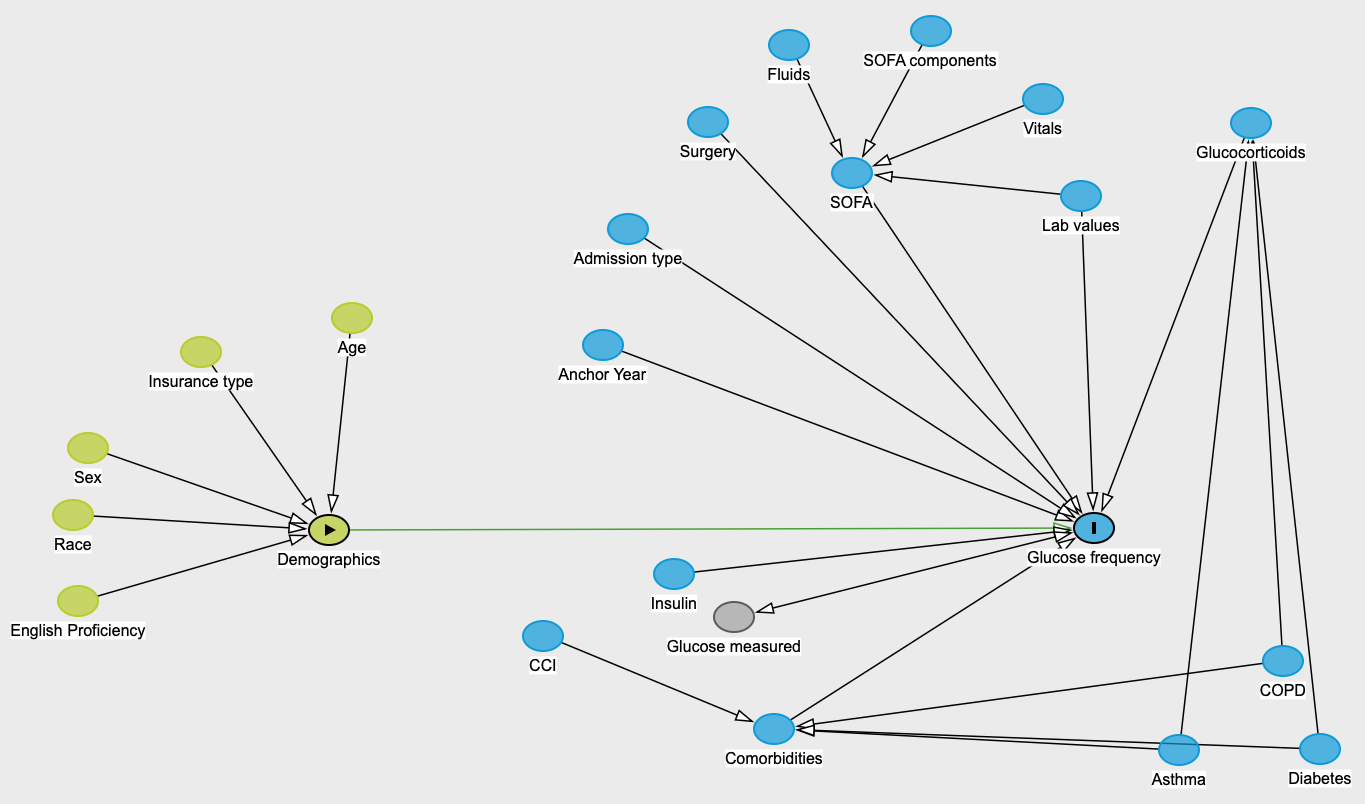 SOFA components
Fluids
Vitals
Surgery
Glucocorticoids
SOFA
Lab values
Admission type
Age
Anchor Year
Insurance type
Sex
Race
Demographics
Glucose frequency
Insulin
English Proficiency
Glucose measured
CCI
COPD
Comorbidities
Asthma
Diabetes